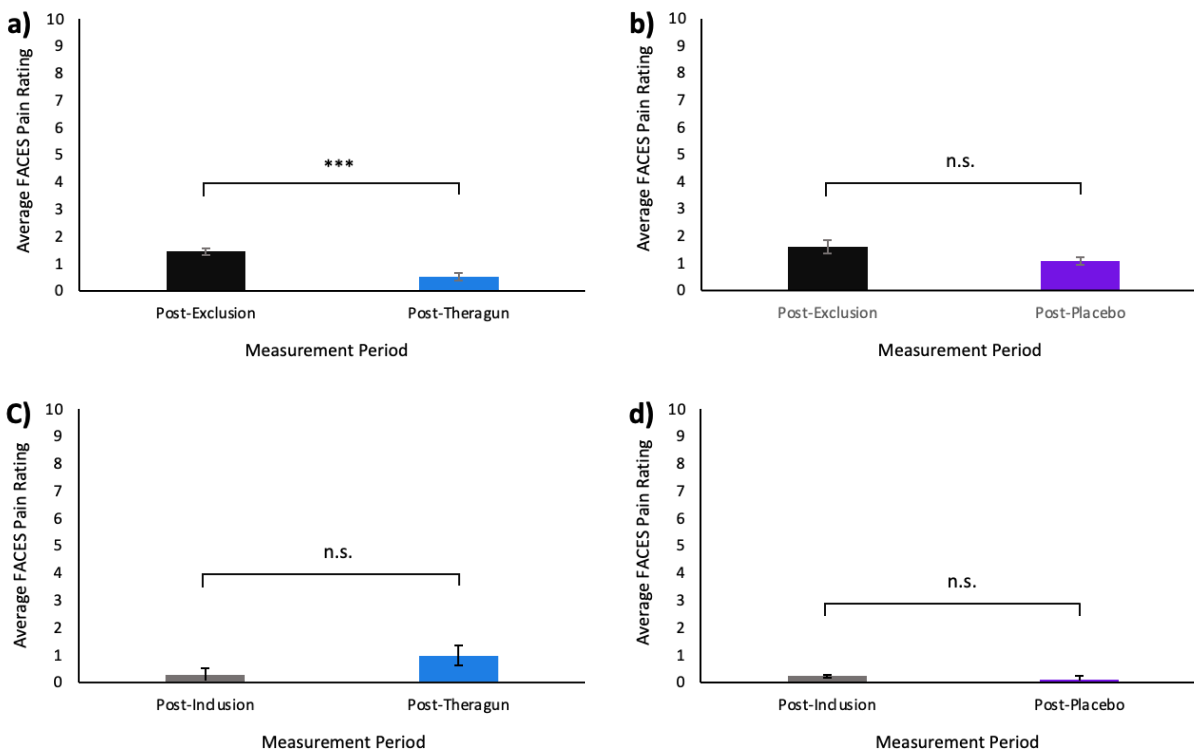 a)
Average FACES Pain Rating
10
9
8
7
6
5
4
3
2
1
0
***
Post-Exclusion Post-Theragun
Measurement Period
b)
Average FACES Pain Rating
10
9
8
7
6
5
4
3
2
1
0
n.s.
Post-Exclusion Post-Placebo
Measurement Period
C)
Average FACES Pain Rating
10
9
8
7
6
5
4
3
2
1
0
n.s.
Post-Inclusion Post-Theragun
Measurement Period
d)
Average FACES Pain Rating
10
9
8
7
6
5
4
3
2
1
0
n.s.
Post-Inclusion Post-Placebo
Measurement Period